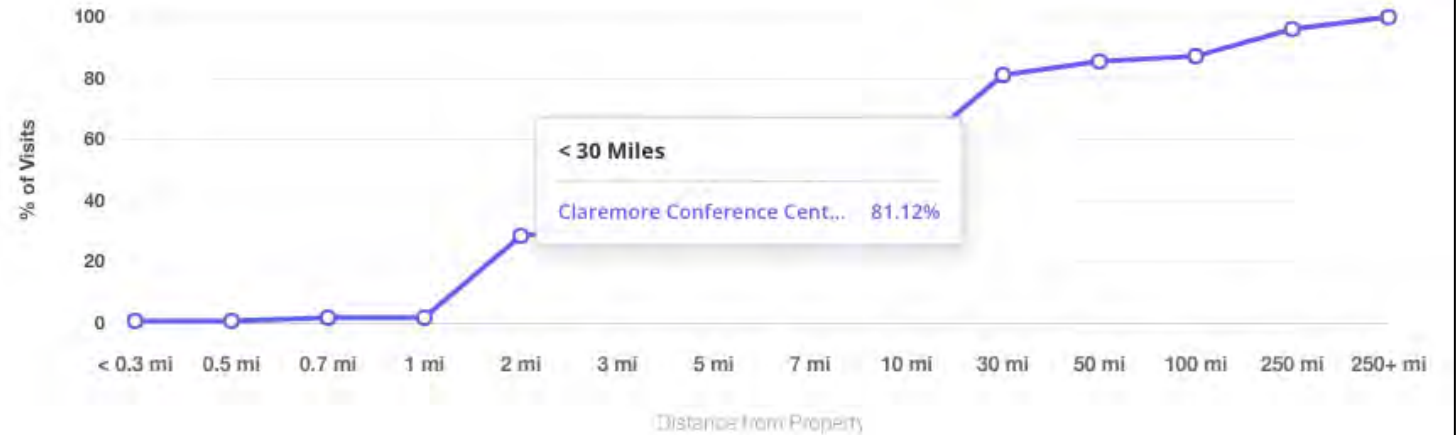 100
80
60
40
20
0
% of Visits
< 30 Miles
Claremore Conference Cent... 81.12%
< 0.3 mi 0.5 mi 0.7 mi 1 mi 2 mi 3 mi 5 mi 7 mi 10 mi 30 mi 50 mi 100 mi 250 mi 250+ mi
Distance from Property